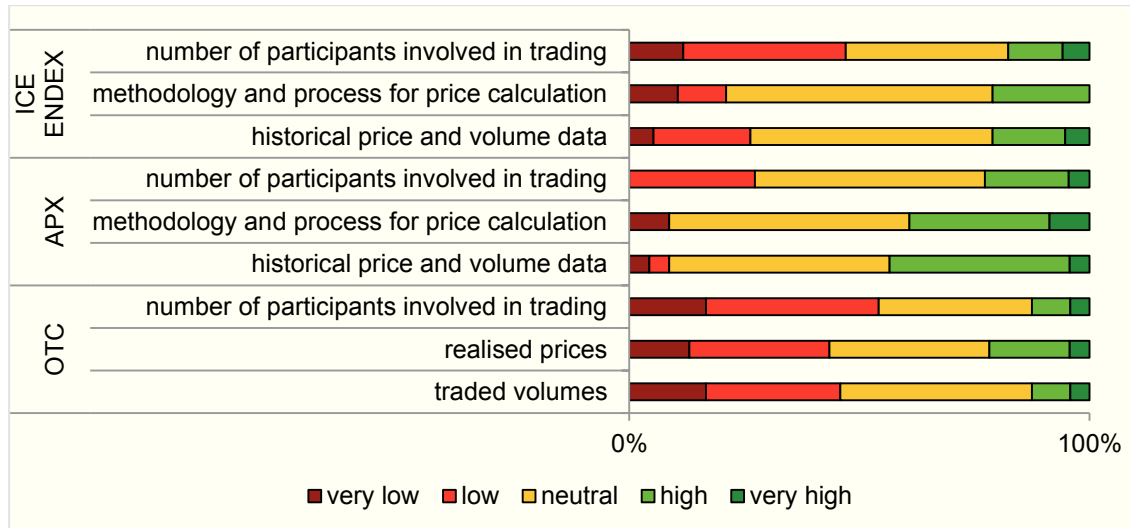 ICE
ENDEX
number of participants involved in trading
methodology and process for price calculation
historical price and volume data
APX
number of participants involved in trading
methodology and process for price calculation
historical price and volume data
OTC
number of participants involved in trading
realised prices
traded volumes
0% 100%
very low low neutral high very high